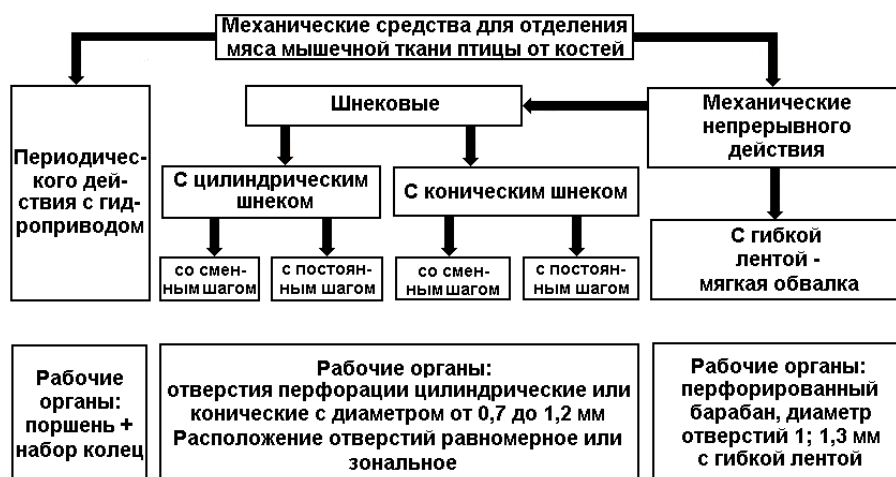 Механические средства для отделения
мяса мышечной ткани птицы от костей
Периодичес-
кого дей-
ствия с гид-
роприводом
Шнековые
Механические
непрерывного
действия
С цилиндрическим
шнеком
С коническим шнеком
со смен-
ным шагом
с постоян-
ным шагом
со смен-
ным шагом
с постоян-
ным шагом
С гибкой
лентой -
мягкая обвалка
Рабочие
органы:
поршень +
набор колец
Рабочие органы:
отверстия перфорации цилиндрические или
конические с диаметром от 0,7 до 1,2 мм
Расположение отверстий равномерное или
зональное
Рабочие органы:
перфорированный
барабан, диаметр
отверстий 1; 1,3 мм
с гибкой лентой